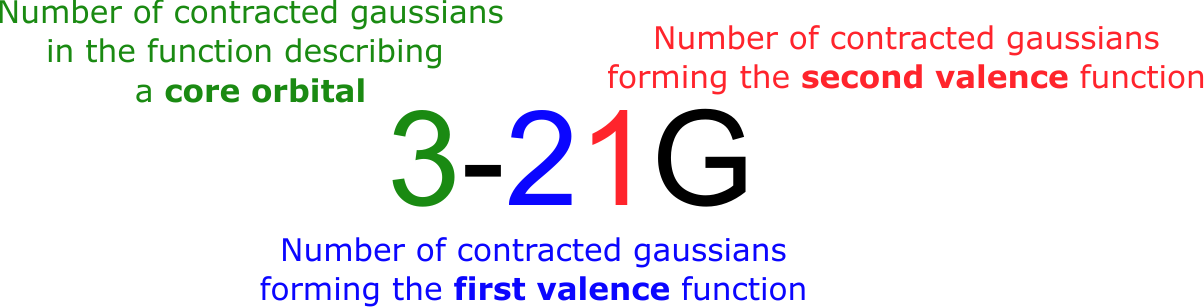 Number of contracted gaussians
in the function describing
a core orbital
Number of contracted gaussians
forming the second valence function
3-21G
Number of contracted gaussians
forming the first valence function